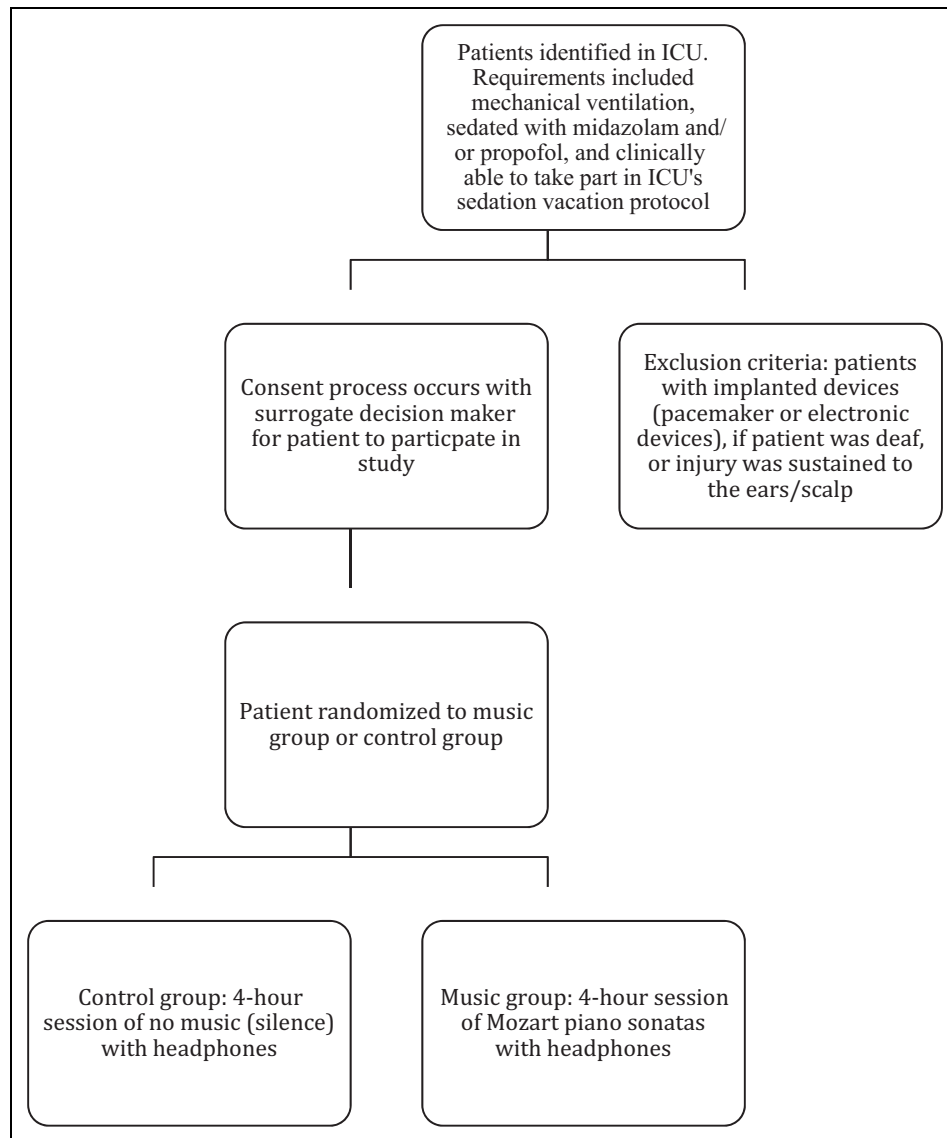 Patients identified in ICU.
Requirements included
mechanical ventilation,
sedated with midazolam and/
or propofol, and clinically
able to take part in ICU's
sedation vacation protocol
Consent process occurs with
surrogate decision maker
for patient to particpate in
study
Exclusion criteria: patients
with implanted devices
(pacemaker or electronic
devices), if patient was deaf,
or injury was sustained to
the ears/scalp
Patient randomized to music
group or control group
Control group: 4-hour
session of no music (silence)
with headphones
Music group: 4-hour session
of Mozart piano sonatas
with headphones